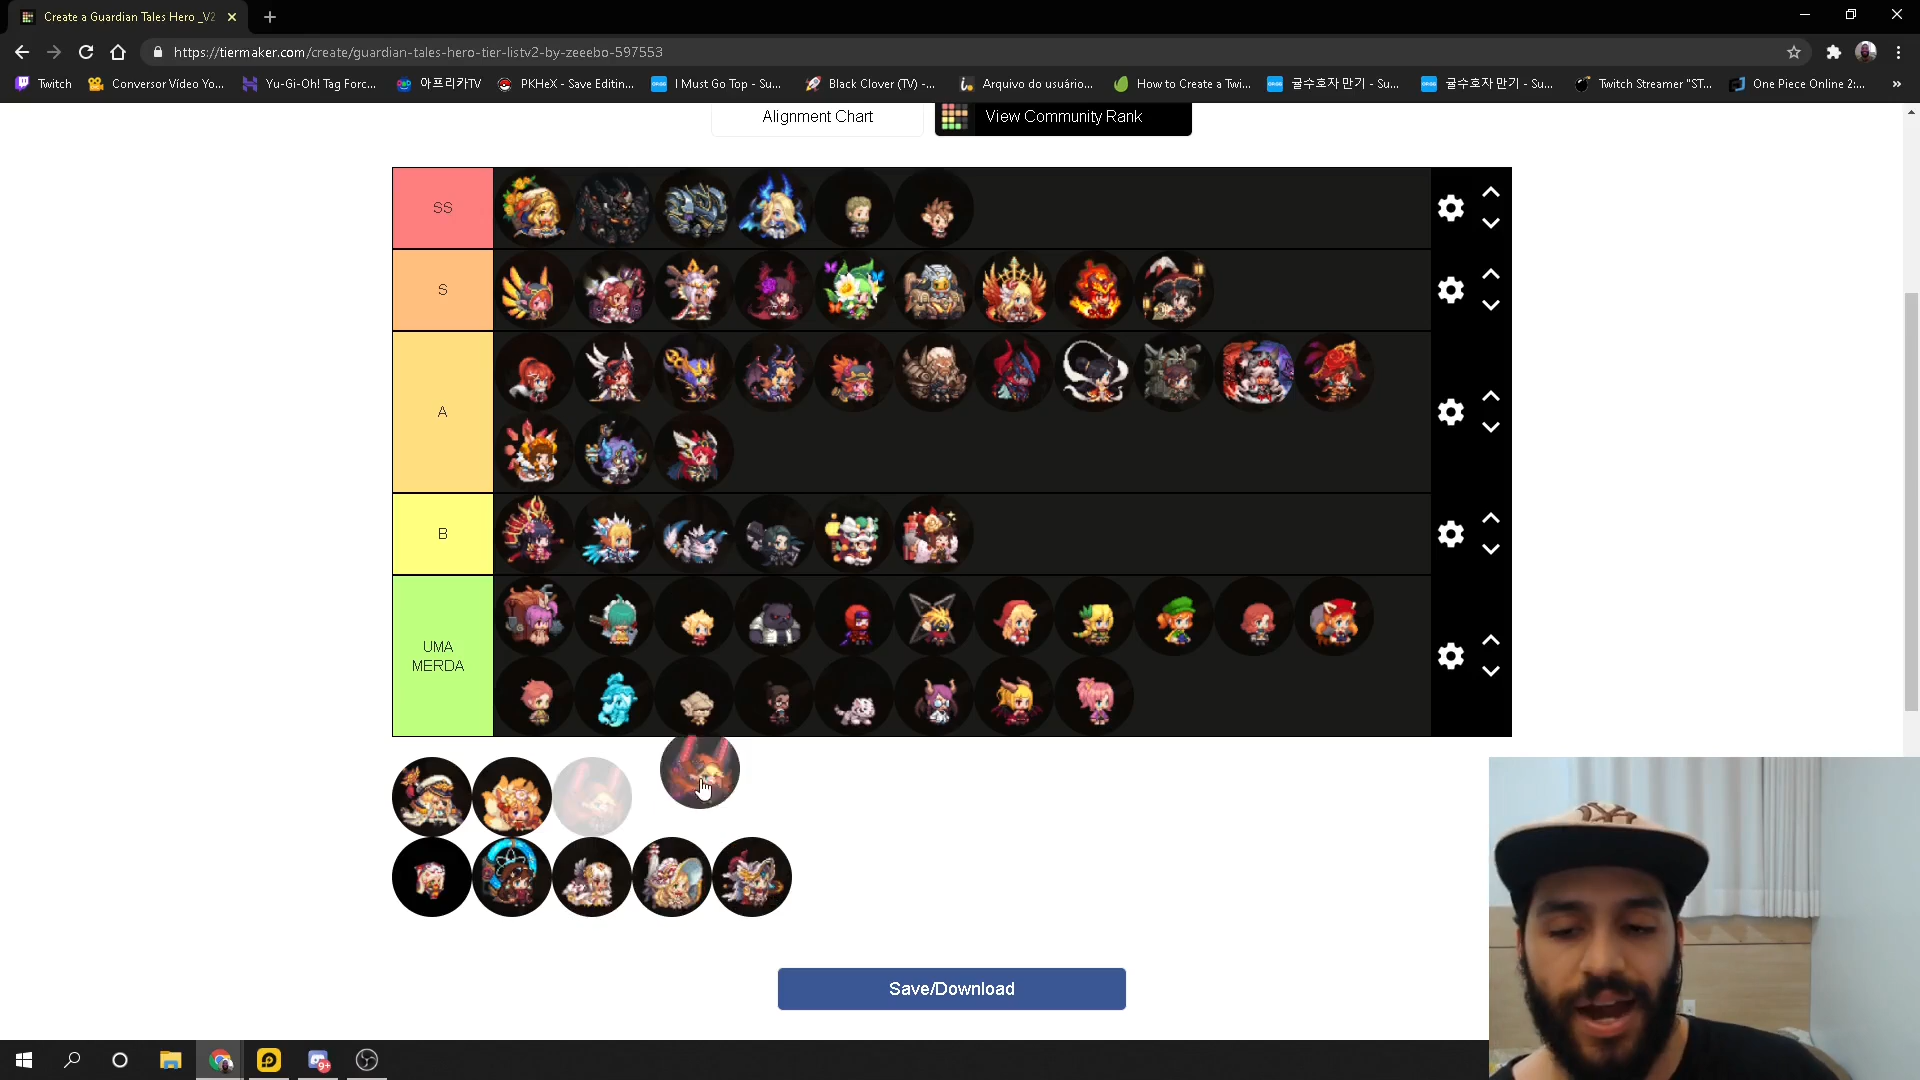 Create a Guardian Tales Hero _V2
https://tiermaker.com/create/guardian-tales-hero-tier-listv2-by-zeeebo-597553
Twitch
Conversor Vídeo Yo...
Yu-Gi-Oh! Tag Forc...
아프리카TV
PKHeX - Save Editin...
I Must Go Top - Su...
Black Clover (TV) -...
Arquivo do usuário...
How to Create a Twi...
귤수호자 만기 - Su...
귤수호자 만기 - Su...
Twitch Streamer "ST...
One Piece Online 2:...
Alignment Chart
View Community Rank
SS
S
A
B
UMA
MERDA
Save/Download
9+